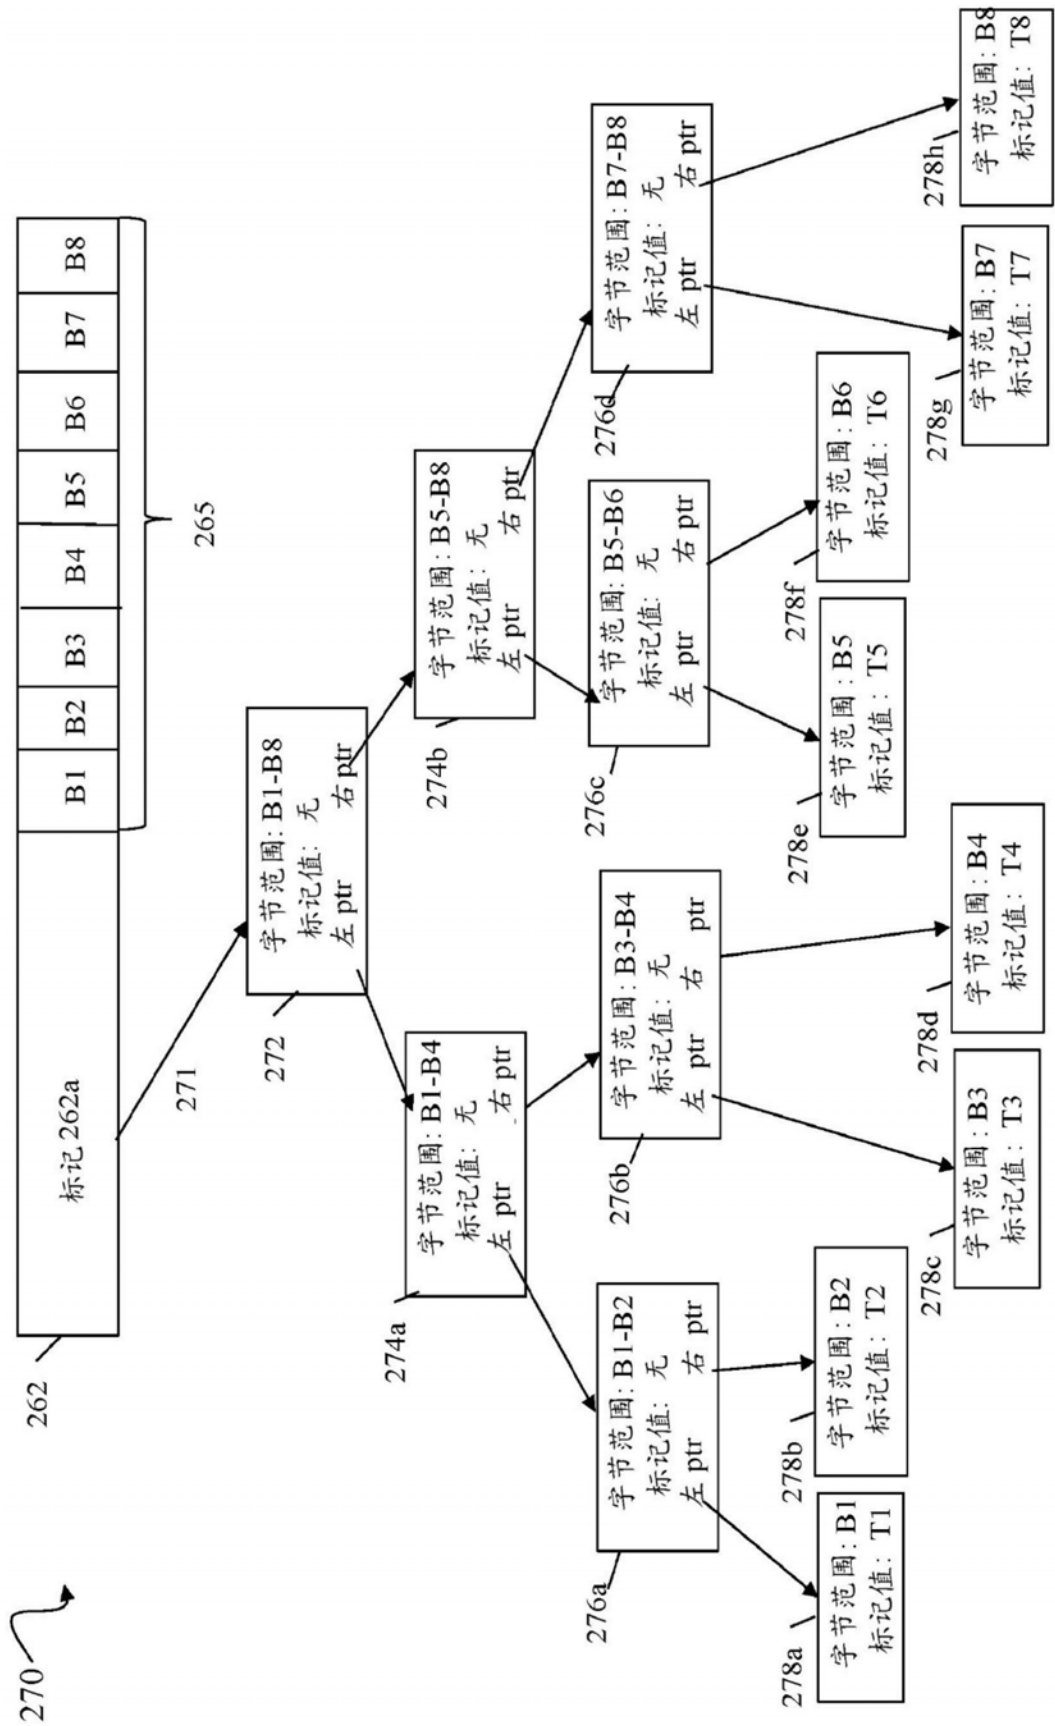 270
262
标记262a
B1
B2
B3
B4
B5
B6
B7
B8
265
271
272
字节范围: B1-B8
标记值: 无
左 ptr 右 ptr
274a
字节范围: B1-B4
标记值: 无
左 ptr 右 ptr
274b
字节范围: B5-B8
标记值: 无
左 ptr 右 ptr
276a
字节范围: B1-B2
标记值: 无
左 ptr 右 ptr
276b
字节范围: B3-B4
标记值: 无
左 ptr 右 ptr
276c
字节范围: B5-B6
标记值: 无
左 ptr 右 ptr
276d
字节范围: B7-B8
标记值: 无
左 ptr 右 ptr
278a
字节范围: B1
标记值: T1
278b
字节范围: B2
标记值: T2
278c
字节范围: B3
标记值: T3
278d
字节范围: B4
标记值: T4
278e
字节范围: B5
标记值: T5
278f
字节范围: B6
标记值: T6
278g
字节范围: B7
标记值: T7
278h
字节范围: B8
标记值: T8